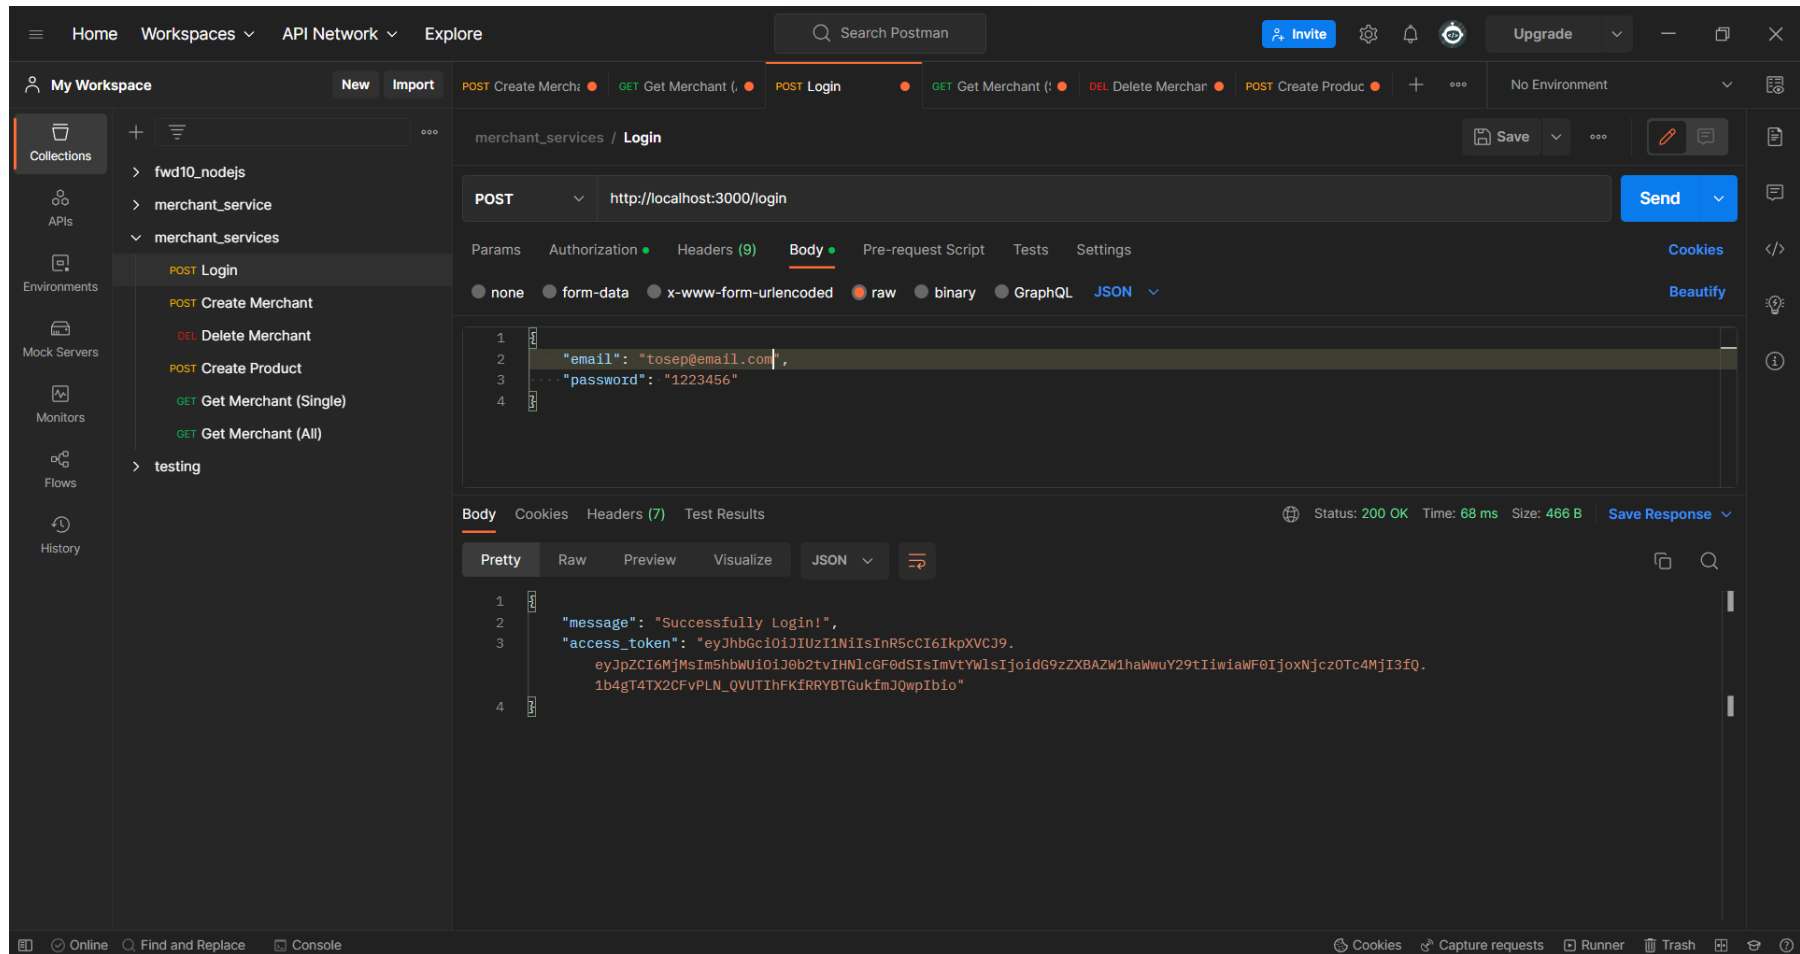 Home Workspaces API Network Explore Search Postman Invite Upgrade
My Workspace New Import POST Create Mercha GET Get Merchant (. POST Login GET Get Merchant (: DEL Delete Merchan POST Create Produc No Environment
Collections
APIs
Environments
Mock Servers
Monitors
Flows
History
fwd10_nodejs
merchant_service
merchant_services
POST Login
POST Create Merchant
DEL Delete Merchant
POST Create Product
GET Get Merchant (Single)
GET Get Merchant (All)
testing
merchant_services / Login Save
POST http://localhost:3000/login Send
Params Authorization Headers (9) Body Pre-request Script Tests Settings Cookies
none form-data x-www-form-urlencoded raw binary GraphQL JSON Beautify
1 {
2 "email": "tosep@email.com",
3 "password": "1223456"
4 }
Body Cookies Headers (7) Test Results Status: 200 OK Time: 68 ms Size: 466 B Save Response
Pretty Raw Preview Visualize JSON
1 {
2 "message": "Successfully Login!",
3 "access_token": "eyJhbGciOiJIUzI1NiIsInR5cCI6IkpXVCJ9.
eyJpZCI6MjMsIm5hbWUiOiJ0b2tvIHNlcGF0dSIsImVtYWlsIjoidG9zZXBAZW1haWwuY29tIiwiaWF0IjoxNjczOTc4MjI3fQ.
1b4gT4TX2CFvPLN_QVUTIhFKfRRYBTGukfmJQwpIbio"
4 }
Online Find and Replace Console Cookies Capture requests Runner Trash